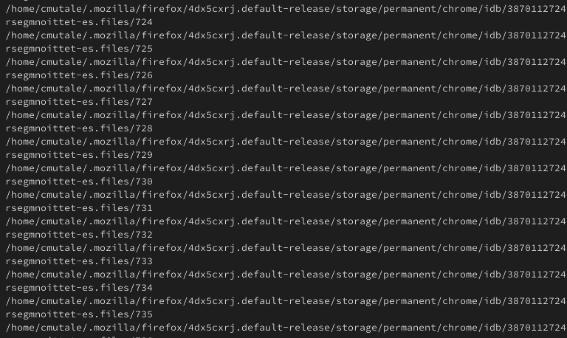 /home/cmutale/.mozilla/firefox/4dx5cxrj.default-release/storage/permanent/chrome/idb/3870112724
rsegmnoittet-es.files/724
/home/cmutale/.mozilla/firefox/4dx5cxrj.default-release/storage/permanent/chrome/idb/3870112724
rsegmnoittet-es.files/725
/home/cmutale/.mozilla/firefox/4dx5cxrj.default-release/storage/permanent/chrome/idb/3870112724
rsegmnoittet-es.files/726
/home/cmutale/.mozilla/firefox/4dx5cxrj.default-release/storage/permanent/chrome/idb/3870112724
rsegmnoittet-es.files/727
/home/cmutale/.mozilla/firefox/4dx5cxrj.default-release/storage/permanent/chrome/idb/3870112724
rsegmnoittet-es.files/728
/home/cmutale/.mozilla/firefox/4dx5cxrj.default-release/storage/permanent/chrome/idb/3870112724
rsegmnoittet-es.files/729
/home/cmutale/.mozilla/firefox/4dx5cxrj.default-release/storage/permanent/chrome/idb/3870112724
rsegmnoittet-es.files/730
/home/cmutale/.mozilla/firefox/4dx5cxrj.default-release/storage/permanent/chrome/idb/3870112724
rsegmnoittet-es.files/731
/home/cmutale/.mozilla/firefox/4dx5cxrj.default-release/storage/permanent/chrome/idb/3870112724
rsegmnoittet-es.files/732
/home/cmutale/.mozilla/firefox/4dx5cxrj.default-release/storage/permanent/chrome/idb/3870112724
rsegmnoittet-es.files/733
/home/cmutale/.mozilla/firefox/4dx5cxrj.default-release/storage/permanent/chrome/idb/3870112724
rsegmnoittet-es.files/734
/home/cmutale/.mozilla/firefox/4dx5cxrj.default-release/storage/permanent/chrome/idb/3870112724
rsegmnoittet-es.files/735
/home/cmutale/.mozilla/firefox/4dx5cxrj.default-release/storage/permanent/chrome/idb/3870112724